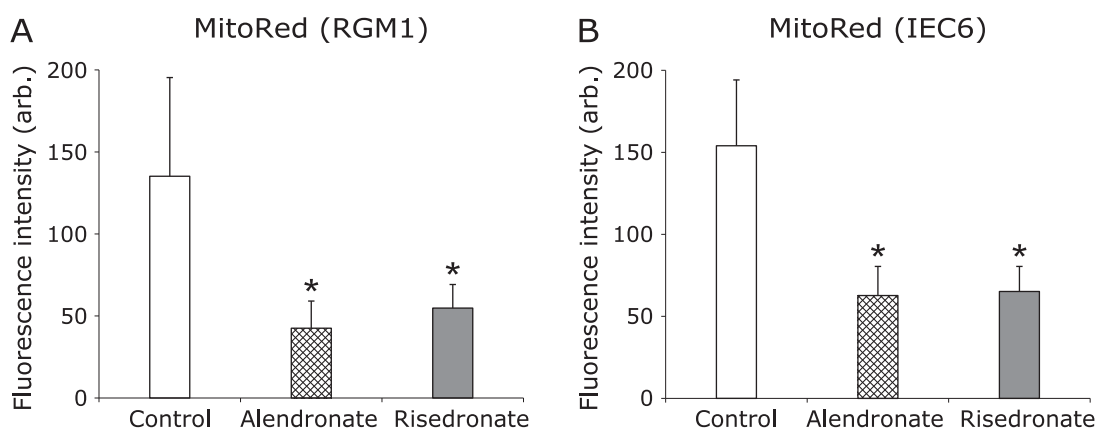 A
MitoRed (RGM1)
Fluorescence intensity (arb.)
200
150
100
50
0
*
*
Control
Alendronate
Risedronate
B
MitoRed (IEC6)
Fluorescence intensity (arb.)
200
150
100
50
0
*
*
Control
Alendronate
Risedronate